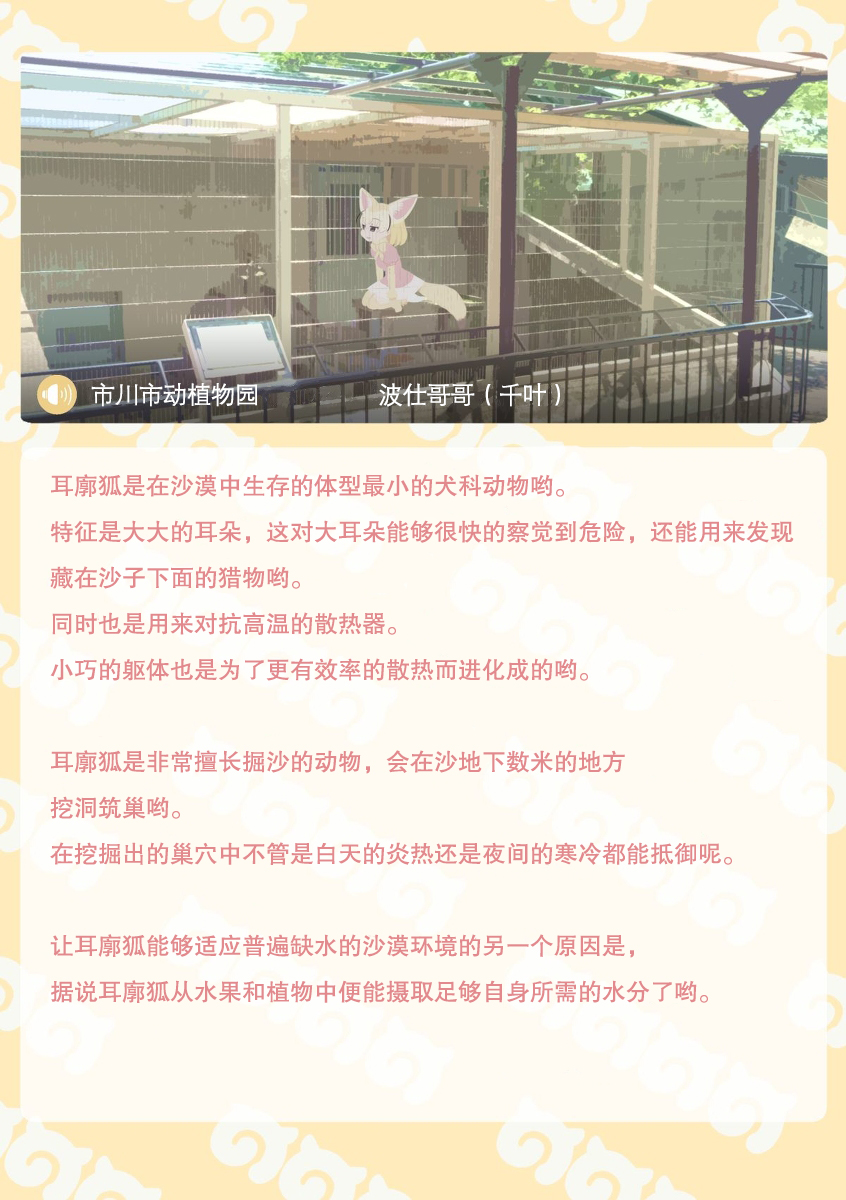 市川市动植物园 波仕哥哥(千叶)
耳廓狐是在沙漠中生存的体型最小的犬科动物哟。
特征是大大的耳朵，这对大耳朵能够很快的察觉到危险，还能用来发现
藏在沙子下面的猎物哟。
同时也是用来对抗高温的散热器。
小巧的躯体也是为了更有效率的散热而进化成的哟。
耳廓狐是非常擅长掘沙的动物，会在沙地下数米的地方
挖洞筑巢哟。
在挖掘出的巢穴中不管是白天的炎热还是夜间的寒冷都能抵御呢。
让耳廓狐能够适应普遍缺水的沙漠环境的另一个原因是，
据说耳廓狐从水果和植物中便能摄取足够自身所需的水分了哟。